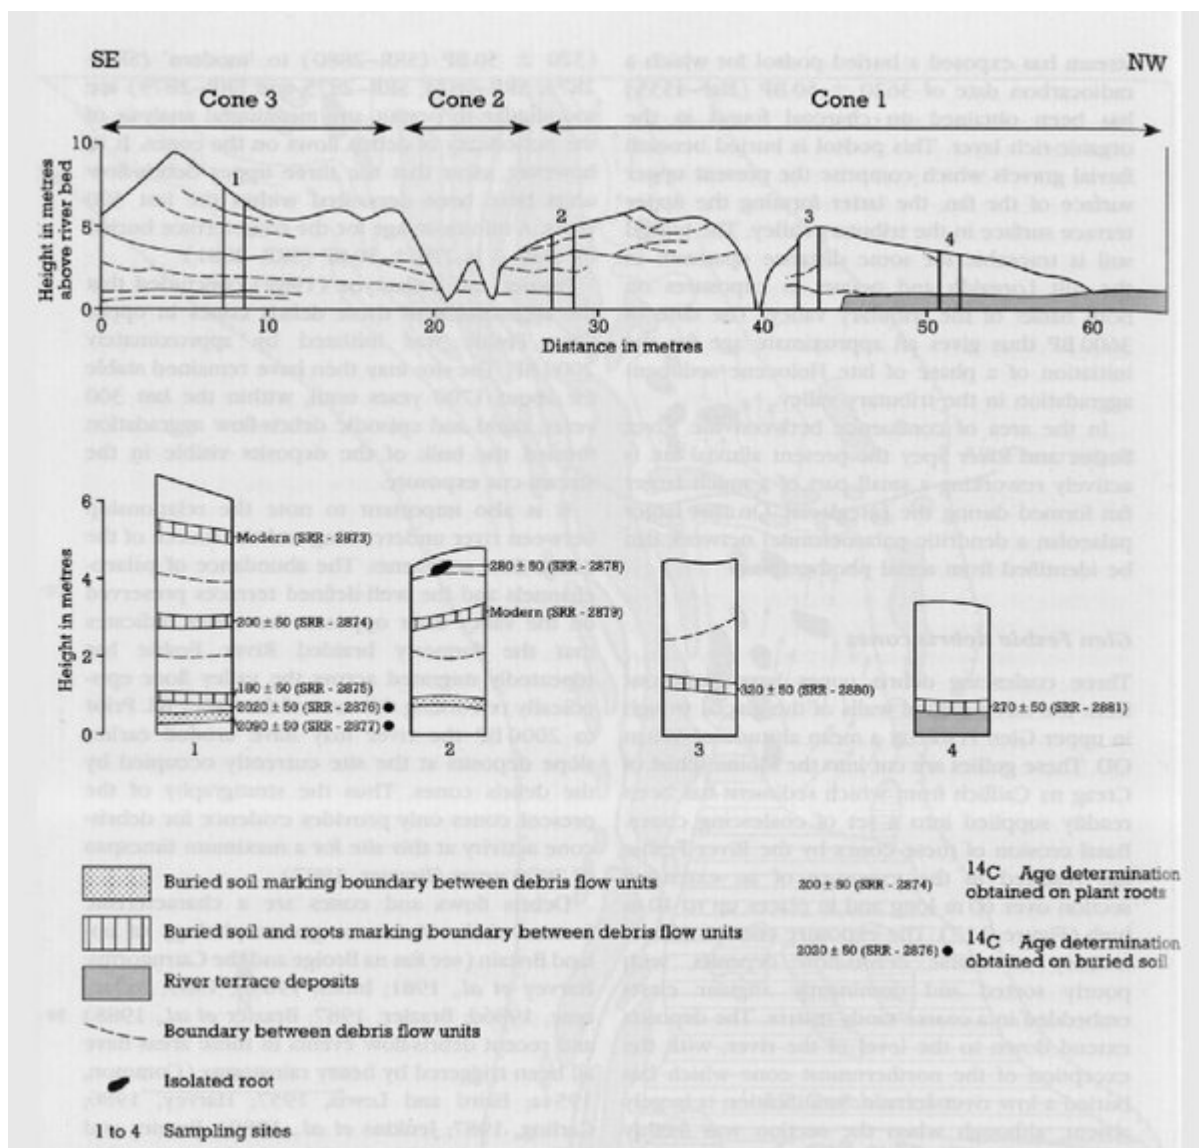 SE
NW
Cone 3
Cone 2
Cone 1
Height in metres
above river bed
10
5
0
1
2
3
4
0
10
20
30
40
50
60
Distance in metres
Height in metres
6
4
2
0
Modern (SRR - 2873)
200 ± 50 (SRR - 2874)
190 ± 50 (SRR - 2875)
2020 ± 50 (SRR - 2876)
2090 ± 50 (SRR - 2877)
280 ± 50 (SRR - 2878)
Modern (SRR - 2879)
320 ± 50 (SRR - 2880)
270 ± 50 (SRR - 2881)
1
2
3
4
Buried soil marking boundary between debris flow units
Buried soil and roots marking boundary between debris flow units
River terrace deposits
Boundary between debris flow units
Isolated root
1 to 4 Sampling sites
200 ± 50 (SRR - 2874)
14C Age determination
obtained on plant roots
2020 ± 50 (SRR - 2876)
14C Age determination
obtained on buried soil